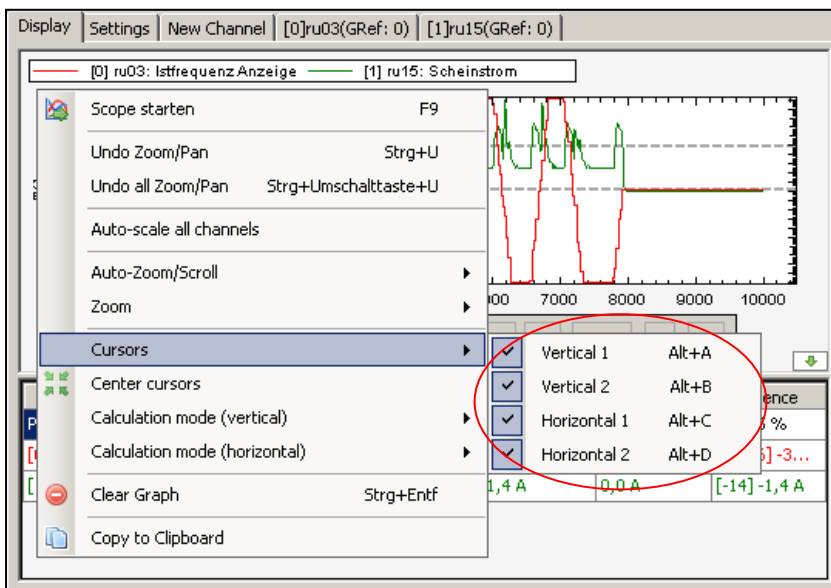 Display Settings New Channel [0]ru03(GRef: 0) [1]ru15(GRef: 0)
[0] ru03: Istfrequenz Anzeige [1] ru15: Scheinstrom
Scope starten F9
Undo Zoom/Pan Strg+U
Undo all Zoom/Pan Strg+Umschalttaste+U
Auto-scale all channels
Auto-Zoom/Scroll
Zoom
7000 8000 9000 10000
Cursors
Vertical 1 Alt+A
Center cursors
Vertical 2 Alt+B
Calculation mode (vertical)
Horizontal 1 Alt+C
Calculation mode (horizontal)
Horizontal 2 Alt+D
Clear Graph Strg+Entf
1,4 A 0,0 A [-14] -1,4 A
Copy to Clipboard